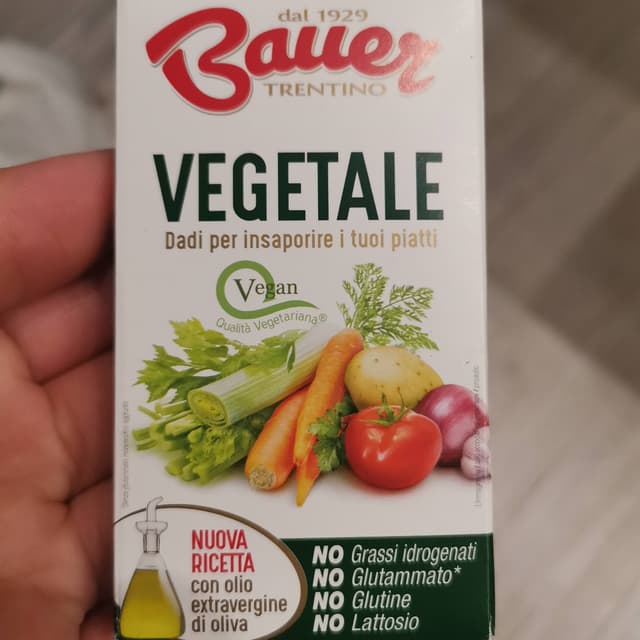 dal 1929
Bauer
TRENTINO
VEGETALE
Dadi per insaporire i tuoi piatti
Vegan
Qualità Vegetariana®
NUOVA
RICETTA
con olio
extravergine
di oliva
NO Grassi idrogenati
NO Glutammato*
NO Glutine
NO Lattosio